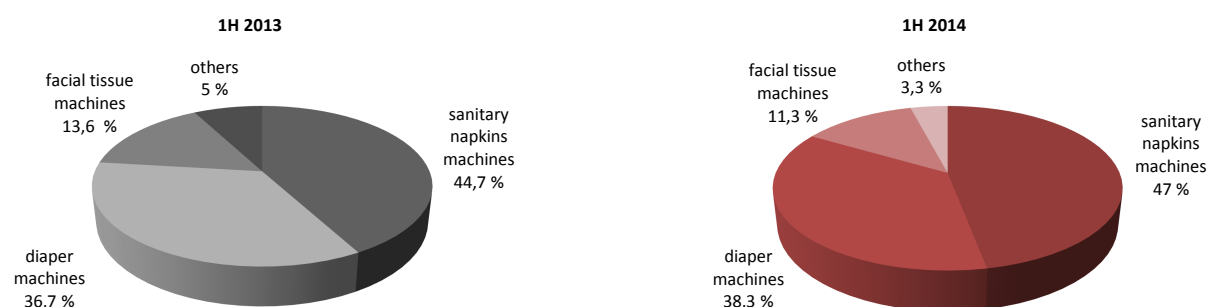 1H 2013
others
5 %
facial tissue
machines
13,6 %
sanitary
napkins
machines
44,7 %
diaper
machines
36,7 %
1H 2014
others
3,3 %
facial tissue
machines
11,3 %
sanitary
napkins
machines
47 %
diaper
machines
38,3 %